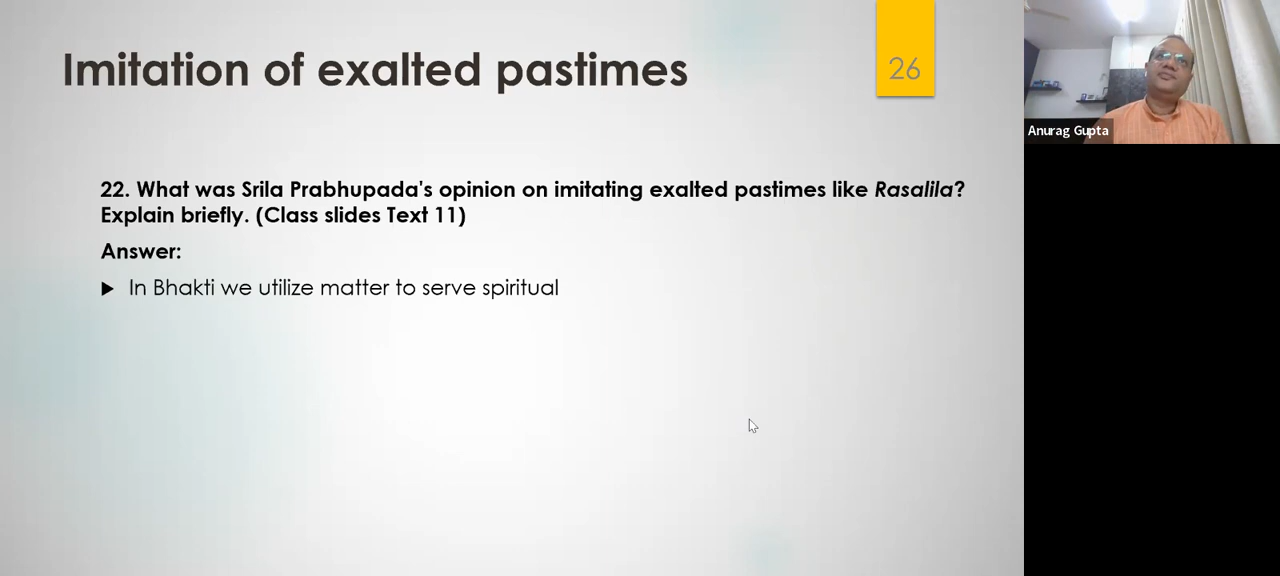 Imitation of exalted pastimes
26
22. What was Srila Prabhupada's opinion on imitating exalted pastimes like Rasalila?
Explain briefly. (Class slides Text 11)
Answer:
In Bhakti we utilize matter to serve spiritual
Anurag Gupta